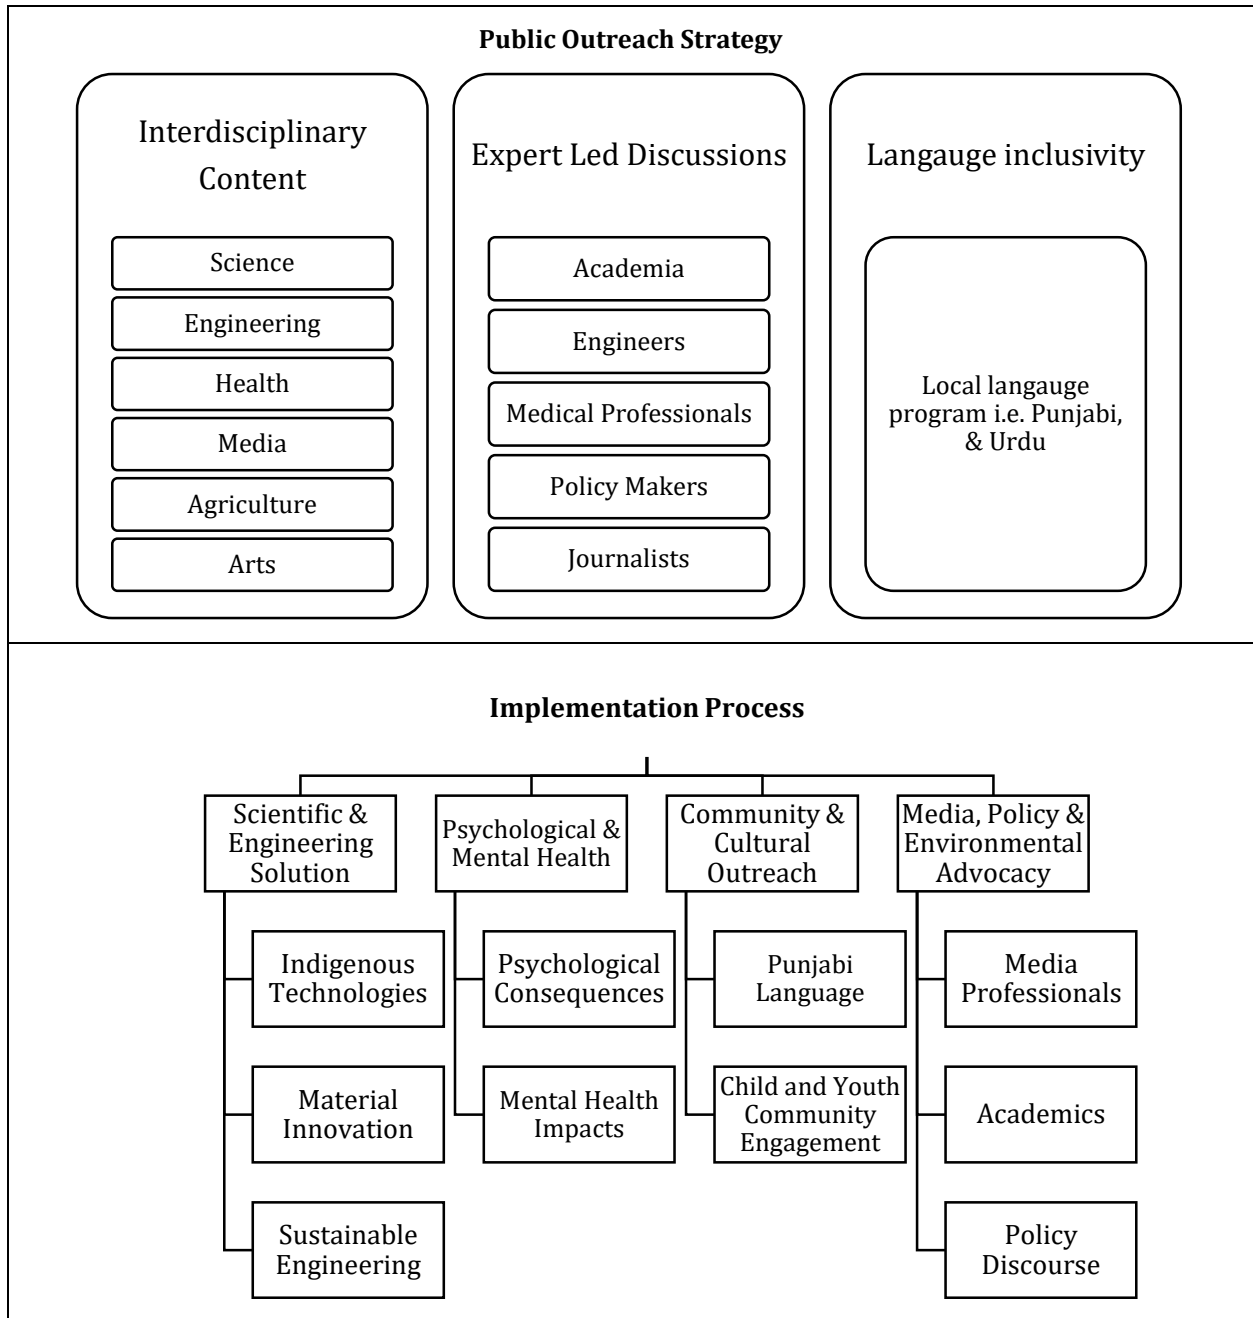 Public Outreach Strategy
Interdisciplinary
Content
Science
Engineering
Health
Media
Agriculture
Arts
Expert Led Discussions
Academia
Engineers
Medical Professionals
Policy Makers
Journalists
Langauge inclusivity
Local langauge
program i.e. Punjabi,
& Urdu
Implementation Process
Scientific &
Engineering
Solution
Indigenous
Technologies
Material
Innovation
Sustainable
Engineering
Psychological &
Mental Health
Psychological
Consequences
Mental Health
Impacts
Community &
Cultural
Outreach
Punjabi
Language
Child and Youth
Community
Engagement
Media, Policy &
Environmental
Advocacy
Media
Professionals
Academics
Policy
Discourse